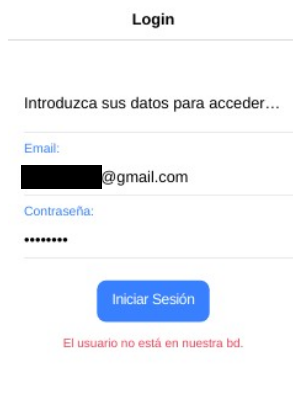 Login
Introduzca sus datos para acceder…
Email:
@gmail.com
Contraseña:
••••••••
Iniciar Sesión
El usuario no está en nuestra bd.